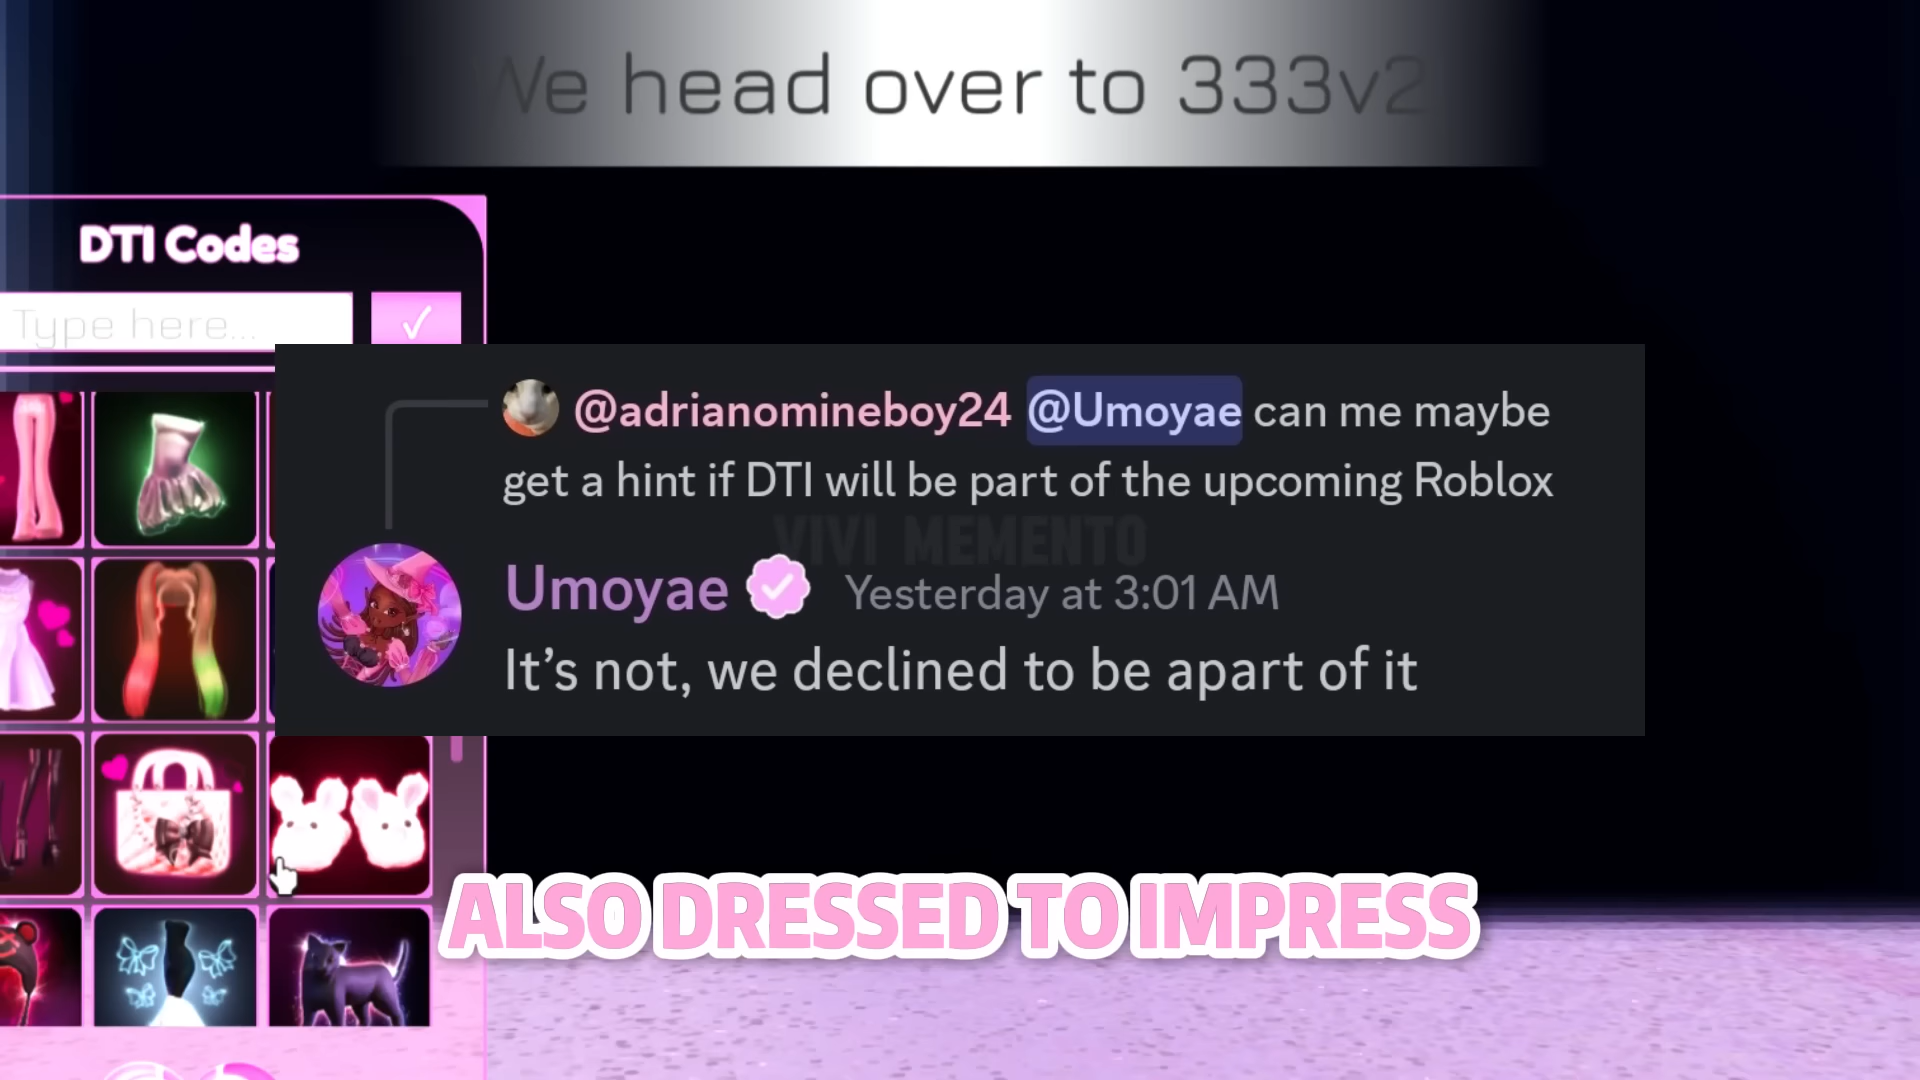 We head over to 333v2
DTI Codes
Type here...
@adrianomineboy24 @Umoyae can me maybe
get a hint if DTI will be part of the upcoming Roblox
VIVI MEMENTO
Umoyae Yesterday at 3:01 AM
It's not, we declined to be apart of it
ALSO DRESSED TO IMPRESS